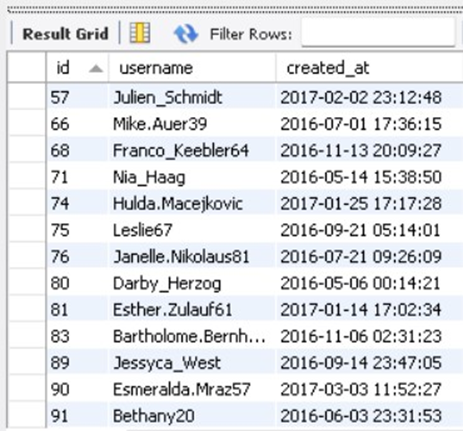 Result Grid Filter Rows:
id username created_at
57 Julien_Schmidt 2017-02-02 23:12:48
66 Mike.Auer39 2016-07-01 17:36:15
68 Franco_Keebler64 2016-11-13 20:09:27
71 Nia_Haag 2016-05-14 15:38:50
74 Hulda.Macejkovic 2017-01-25 17:17:28
75 Leslie67 2016-09-21 05:14:01
76 Janelle.Nikolaus81 2016-07-21 09:26:09
80 Darby_Herzog 2016-05-06 00:14:21
81 Esther.Zulauf61 2017-01-14 17:02:34
83 Bartholome.Bernh... 2016-11-06 02:31:23
89 Jessyca_West 2016-09-14 23:47:05
90 Esmeralda.Mraz57 2017-03-03 11:52:27
91 Bethany20 2016-06-03 23:31:53